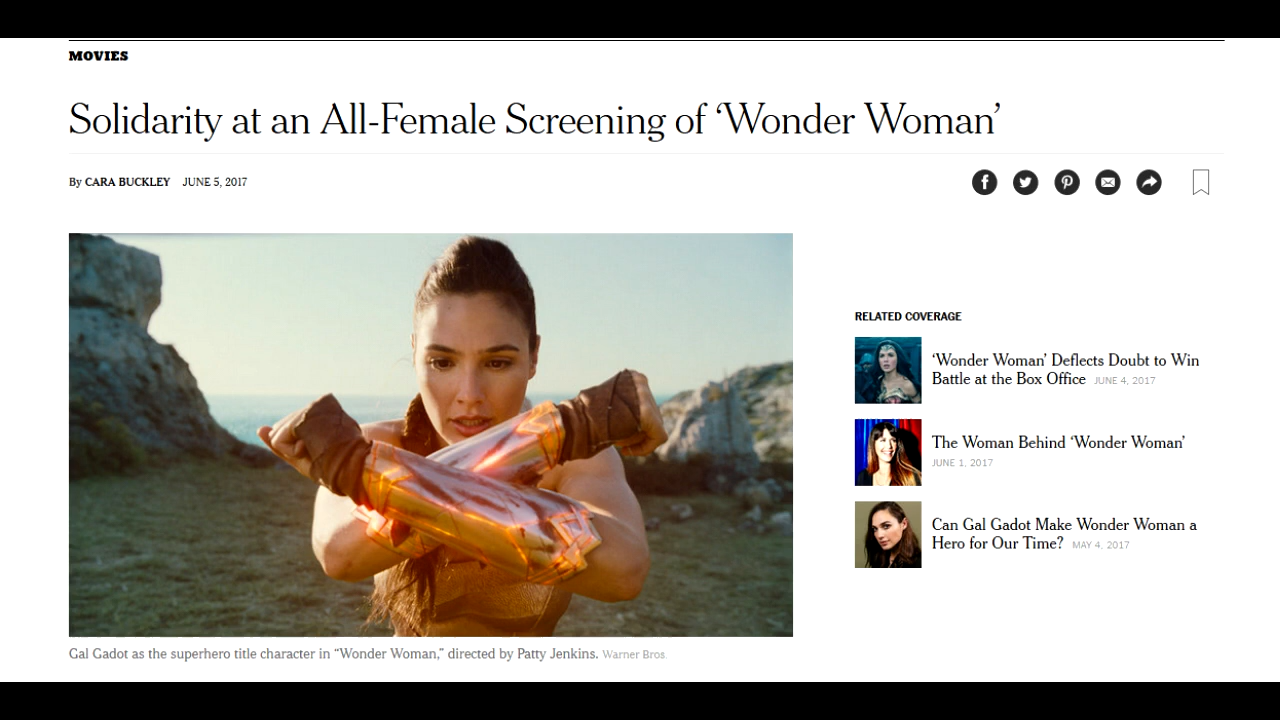 MOVIES
Solidarity at an All-Female Screening of ‘Wonder Woman’
By CARA BUCKLEY JUNE 5, 2017
RELATED COVERAGE
‘Wonder Woman’ Deflects Doubt to Win
Battle at the Box Office JUNE 4, 2017
The Woman Behind ‘Wonder Woman’
JUNE 1, 2017
Can Gal Gadot Make Wonder Woman a
Hero for Our Time? MAY 4, 2017
Gal Gadot as the superhero title character in “Wonder Woman,” directed by Patty Jenkins. Warner Bros.